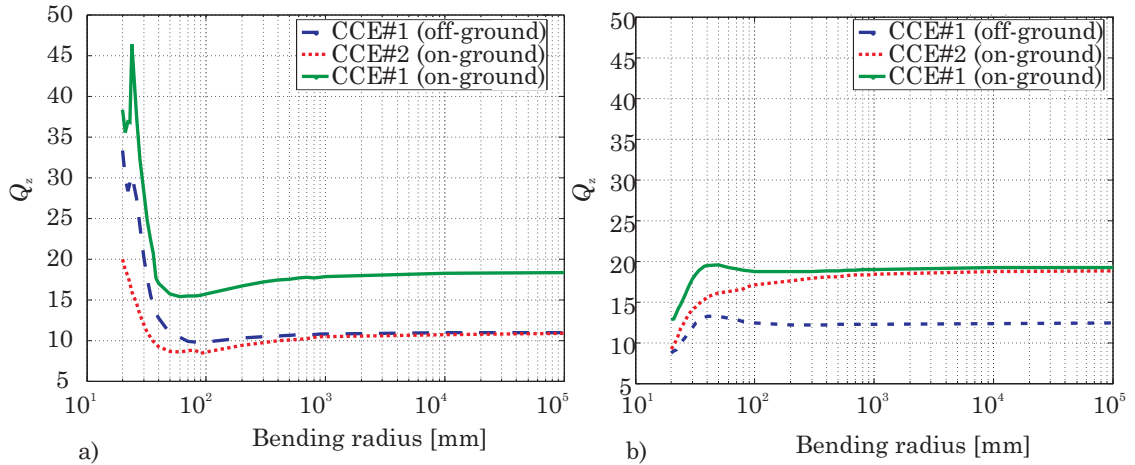 50
45
40
35
30
25
20
15
10
5
Q_z
CCE#1 (off-ground)
CCE#2 (on-ground)
CCE#1 (on-ground)
10^1 10^2 10^3 10^4 10^5
Bending radius [mm]
a)
50
45
40
35
30
25
20
15
10
5
Q_z
CCE#1 (off-ground)
CCE#2 (on-ground)
CCE#1 (on-ground)
10^1 10^2 10^3 10^4 10^5
Bending radius [mm]
b)